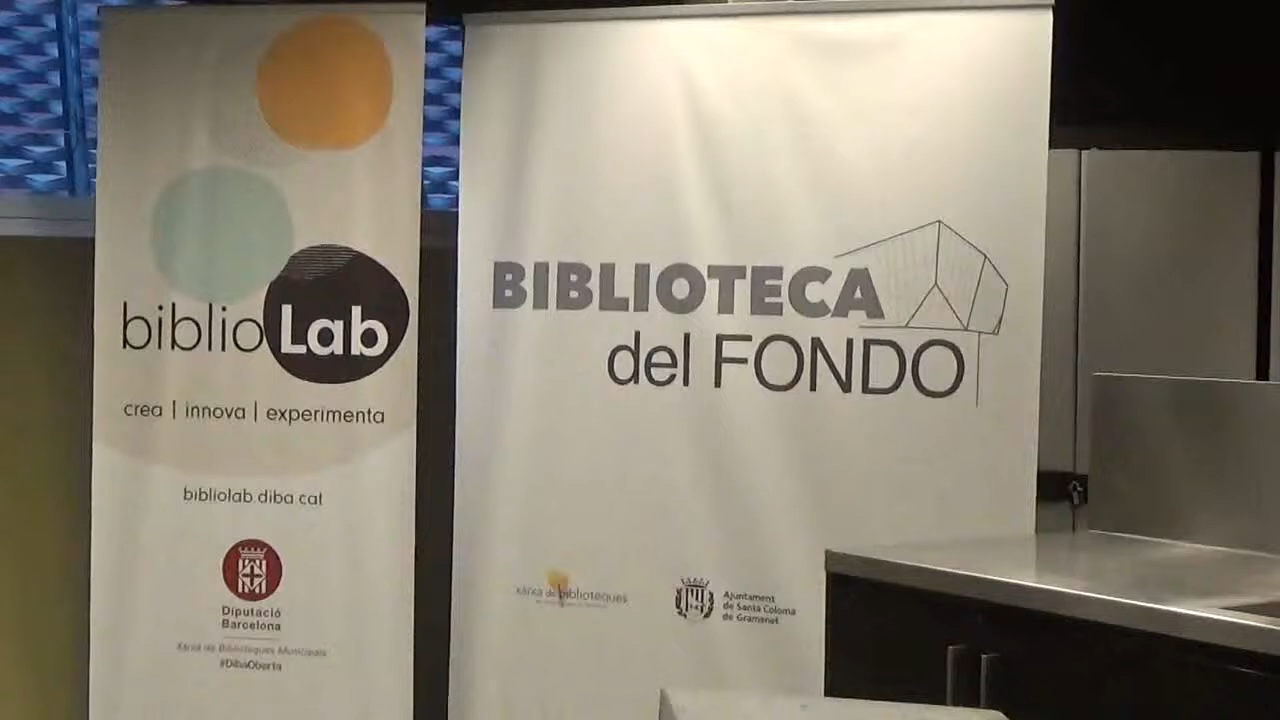 biblioLab
crea | innova | experimenta
bibliolab.diba.cat
Diputació
Barcelona
Xarxa de Biblioteques Municipals
#DibaOberta
BIBLIOTECA
del FONDO
xarxa de biblioteques
Ajuntament
de Santa Coloma
de Gramenet